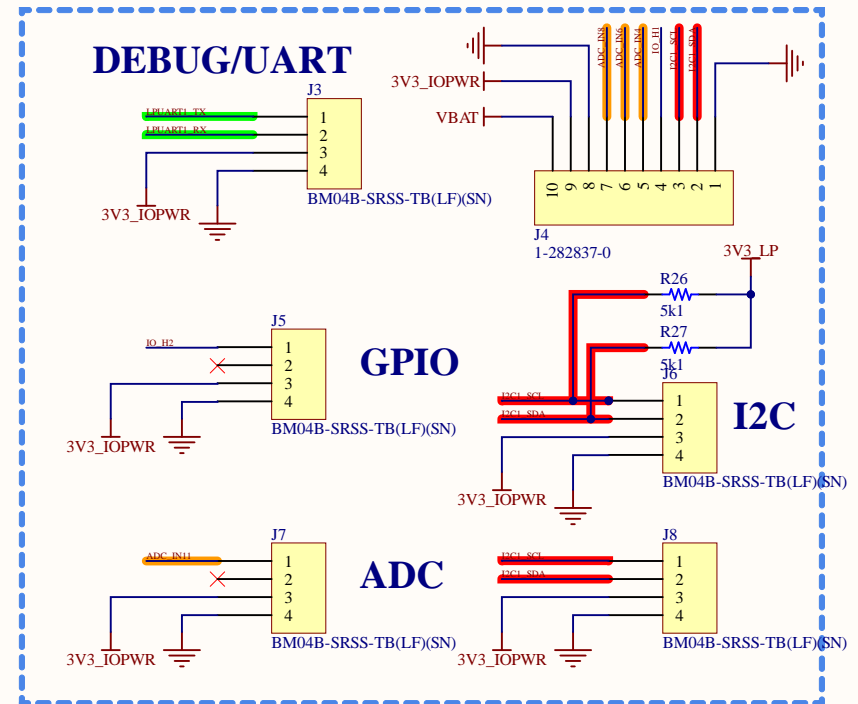 DEBUG/UART
J3
LPUART1_TX
1
LPUART1_RX
2
3
4
3V3_IOPWR
BM04B-SRSS-TB(LF)(SN)
3V3_IOPWR
VBAT
ADC_IN8
ADC_IN6
ADC_IN4
IO_H1
I2C1_SCL
I2C1_SDA
10
9
8
7
6
5
4
3
2
1
J4
1-282837-0
3V3_LP
R26
5k1
R27
5k1
J5
IO_H2
1
2
3
4
3V3_IOPWR
BM04B-SRSS-TB(LF)(SN)
GPIO
J6
I2C1_SCL
1
I2C1_SDA
2
3
4
3V3_IOPWR
BM04B-SRSS-TB(LF)(SN)
I2C
J7
ADC_IN11
1
2
3
4
3V3_IOPWR
BM04B-SRSS-TB(LF)(SN)
ADC
J8
I2C1_SCL
1
I2C1_SDA
2
3
4
3V3_IOPWR
BM04B-SRSS-TB(LF)(SN)